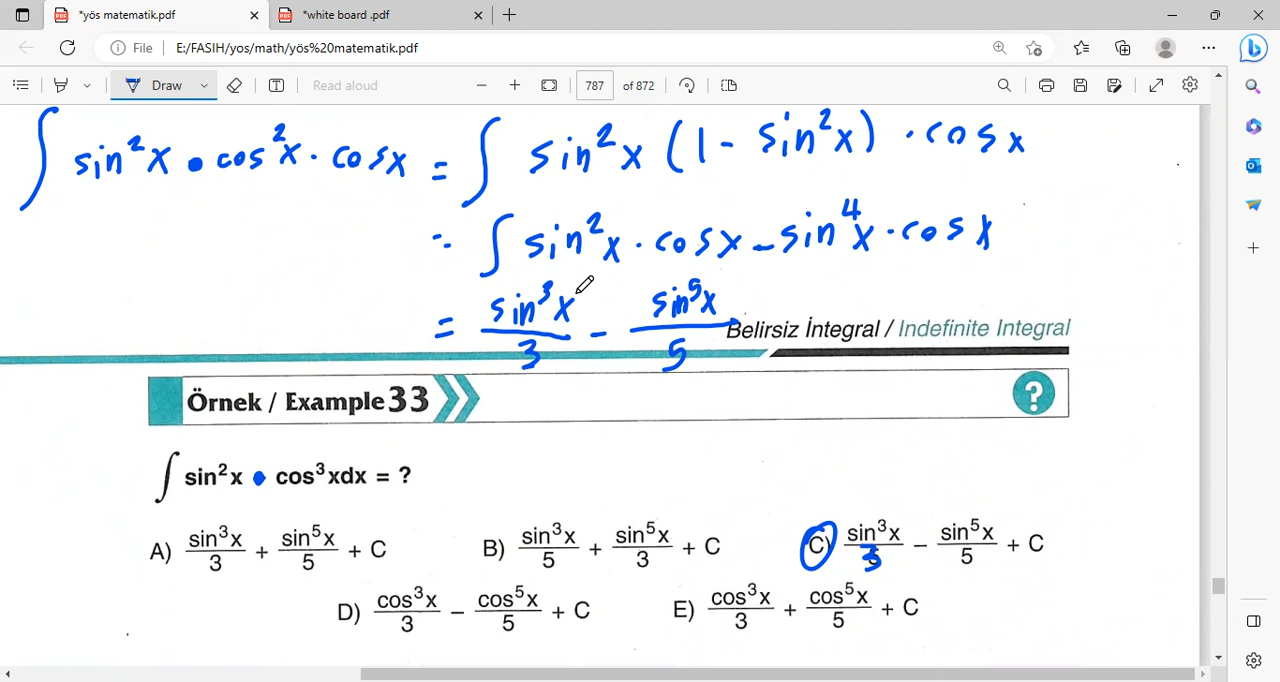 *yös matematik.pdf
*white board .pdf
File E:/FASIH/yos/math/yös%20matematik.pdf
Draw Read aloud 787 of 872
∫ sin²x • cos²x · cosx = ∫ sin²x (1 - sin²x) · cosx
= ∫ sin²x · cosx - sin⁴x · cosx
= sin³x/3 - sin⁵x/5
Belirsiz İntegral / Indefinite Integral
Örnek / Example 33
?
∫ sin²x • cos³xdx = ?
A) sin³x/3 + sin⁵x/5 + C B) sin³x/5 + sin⁵x/3 + C C) sin³x/3 − sin⁵x/5 + C
D) cos³x/3 − cos⁵x/5 + C E) cos³x/3 + cos⁵x/5 + C